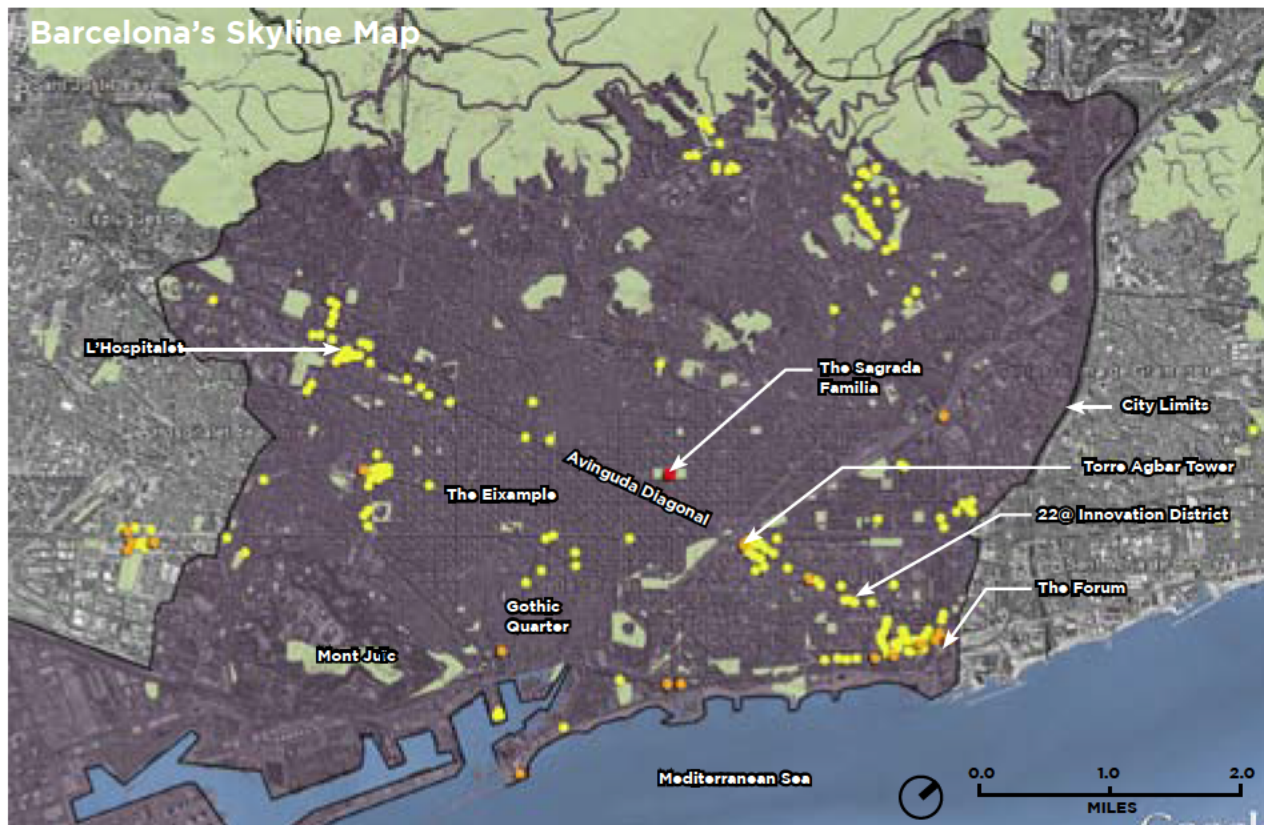 Barcelona's Skyline Map
L'Hospitalet
The Sagrada
Familia
City Limits
Avinguda Diagonal
Torre Agbar Tower
The Eixample
22@ Innovation District
The Forum
Gothic
Quarter
Mont Juic
Mediterranean Sea
0.0 1.0 2.0
MILES